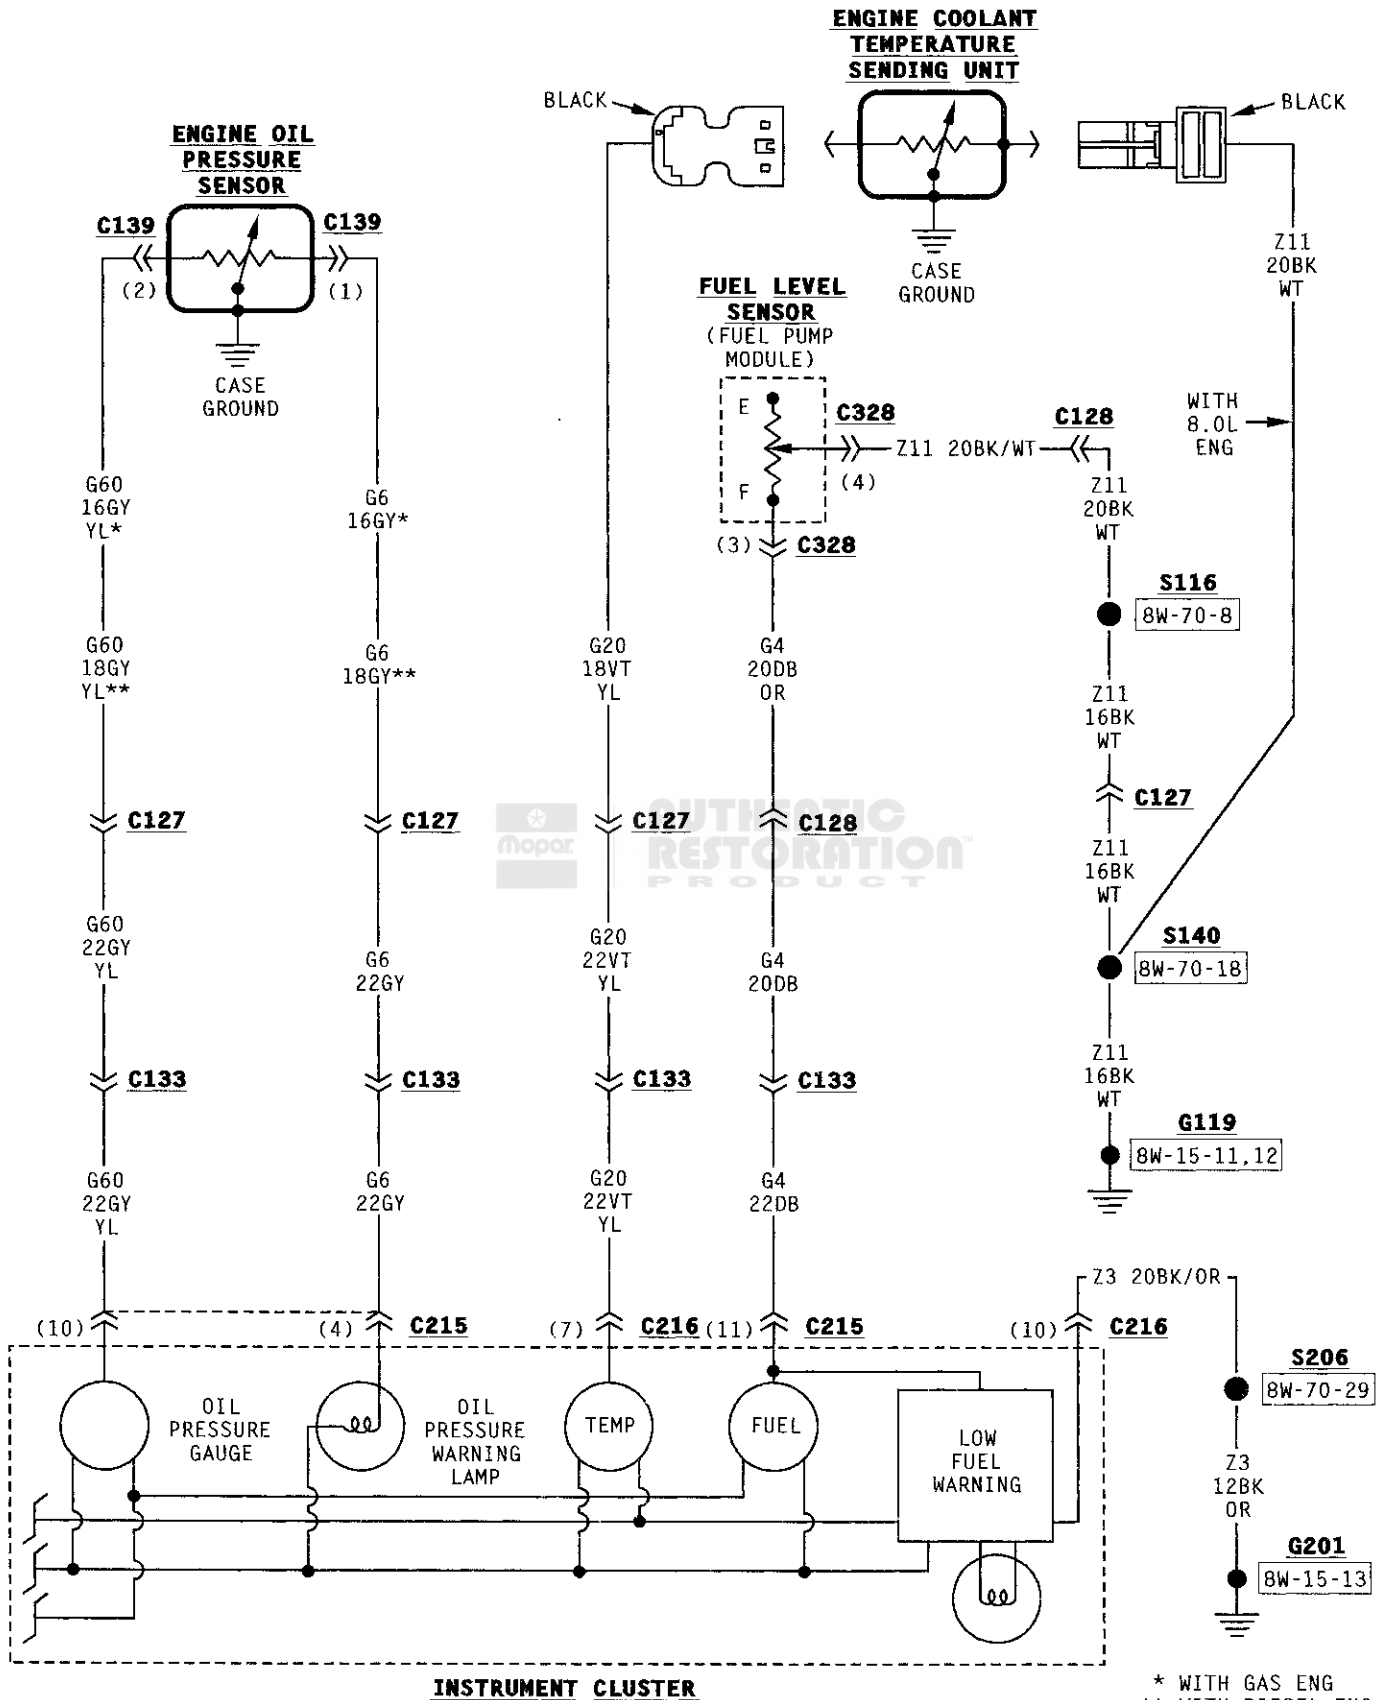 ENGINE COOLANT
TEMPERATURE
SENDING UNIT
BLACK
BLACK
ENGINE OIL
PRESSURE
SENSOR
C139
C139
(2)
(1)
CASE
GROUND
CASE
GROUND
Z11
20BK
WT
FUEL LEVEL
SENSOR
(FUEL PUMP
MODULE)
E
F
C328
(4)
Z11 20BK/WT
C128
WITH
8.0L
ENG
(3)
C328
G60
16GY
YL*
G6
16GY*
Z11
20BK
WT
S116
8W-70-8
G60
18GY
YL**
G6
18GY**
G20
18VT
YL
G4
20DB
OR
Z11
16BK
WT
C127
C127
C127
C128
C127
Mopar
AUTHENTIC
RESTORATION™
PRODUCT
Z11
16BK
WT
G60
22GY
YL
G6
22GY
G20
22VT
YL
G4
20DB
S140
8W-70-18
C133
C133
C133
C133
Z11
16BK
WT
G119
8W-15-11,12
G60
22GY
YL
G6
22GY
G20
22VT
YL
G4
22DB
Z3 20BK/OR
(10)
(4)
C215
(7)
C216
(11)
C215
(10)
C216
S206
8W-70-29
OIL
PRESSURE
GAUGE
OIL
PRESSURE
WARNING
LAMP
TEMP
FUEL
LOW
FUEL
WARNING
Z3
12BK
OR
G201
8W-15-13
INSTRUMENT CLUSTER
* WITH GAS ENG
** WITH DIESEL ENG